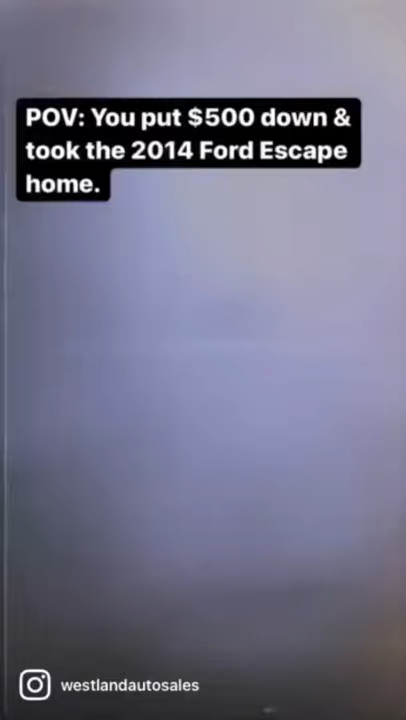 POV: You put $500 down &
took the 2014 Ford Escape
home.
westlandautosales